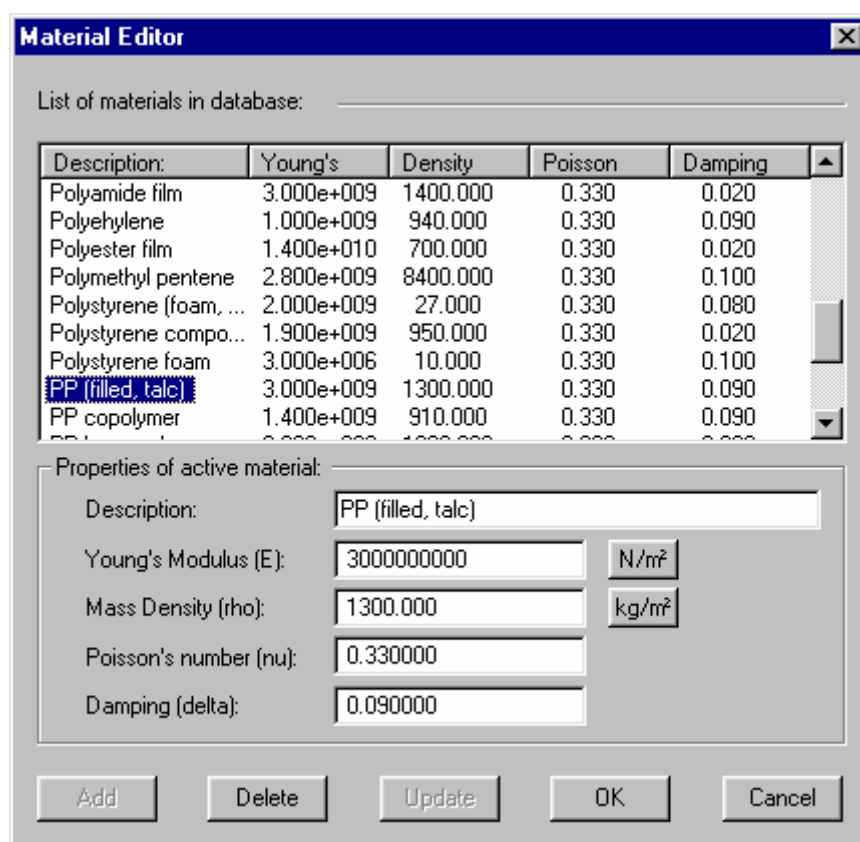 Material Editor
List of materials in database:
Description: Young's Density Poisson Damping
Polyamide film 3.000e+009 1400.000 0.330 0.020
Polyehylene 1.000e+009 940.000 0.330 0.090
Polyester film 1.400e+010 700.000 0.330 0.020
Polymethyl pentene 2.800e+009 8400.000 0.330 0.100
Polystyrene (foam, ... 2.000e+009 27.000 0.330 0.080
Polystyrene compo... 1.900e+009 950.000 0.330 0.020
Polystyrene foam 3.000e+006 10.000 0.330 0.100
PP (filled, talc) 3.000e+009 1300.000 0.330 0.090
PP copolymer 1.400e+009 910.000 0.330 0.090
Properties of active material:
Description: PP (filled, talc)
Young's Modulus (E): 3000000000 N/m²
Mass Density (rho): 1300.000 kg/m²
Poisson's number (nu): 0.330000
Damping (delta): 0.090000
Add Delete Update OK Cancel